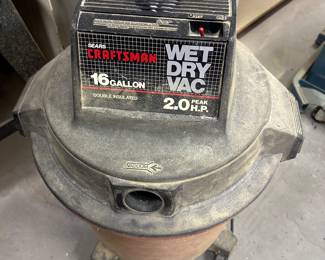 SEARS
CRAFTSMAN
16 GALLON
DOUBLE INSULATED
WET
DRY
VAC
2.0 PEAK
H.P.